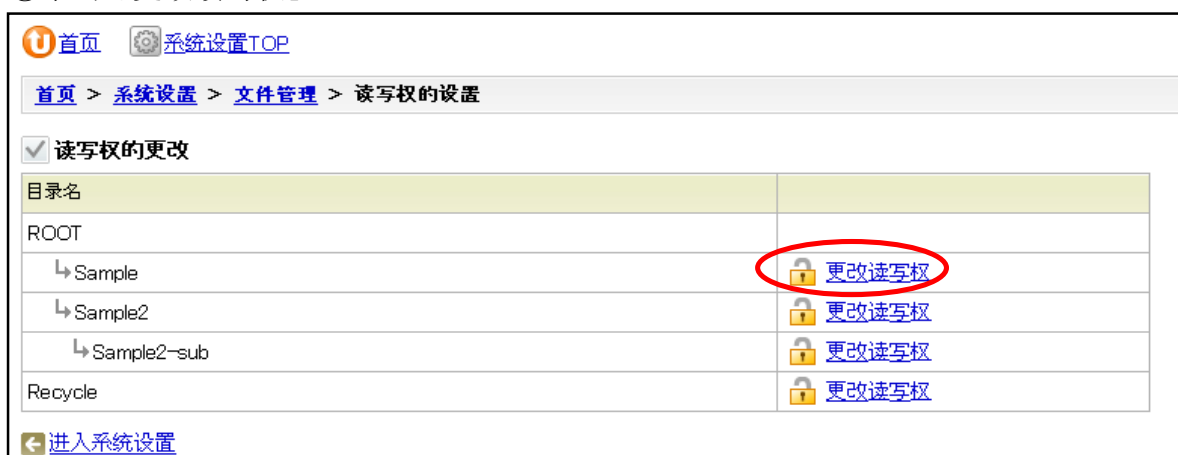 首页 系统设置TOP
首页 > 系统设置 > 文件管理 > 读写权的设置
读写权的更改
目录名
ROOT
Sample 更改读写权
Sample2 更改读写权
Sample2-sub 更改读写权
Recycle 更改读写权
进入系统设置